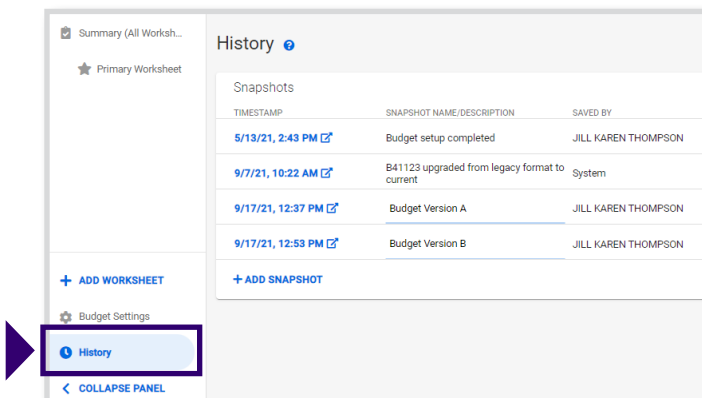 Summary (All Worksh...
Primary Worksheet
+ ADD WORKSHEET
Budget Settings
History
COLLAPSE PANEL
History ?
Snapshots
TIMESTAMP SNAPSHOT NAME/DESCRIPTION SAVED BY
5/13/21, 2:43 PM Budget setup completed JILL KAREN THOMPSON
9/7/21, 10:22 AM B41123 upgraded from legacy format to System
current
9/17/21, 12:37 PM Budget Version A JILL KAREN THOMPSON
9/17/21, 12:53 PM Budget Version B JILL KAREN THOMPSON
+ ADD SNAPSHOT